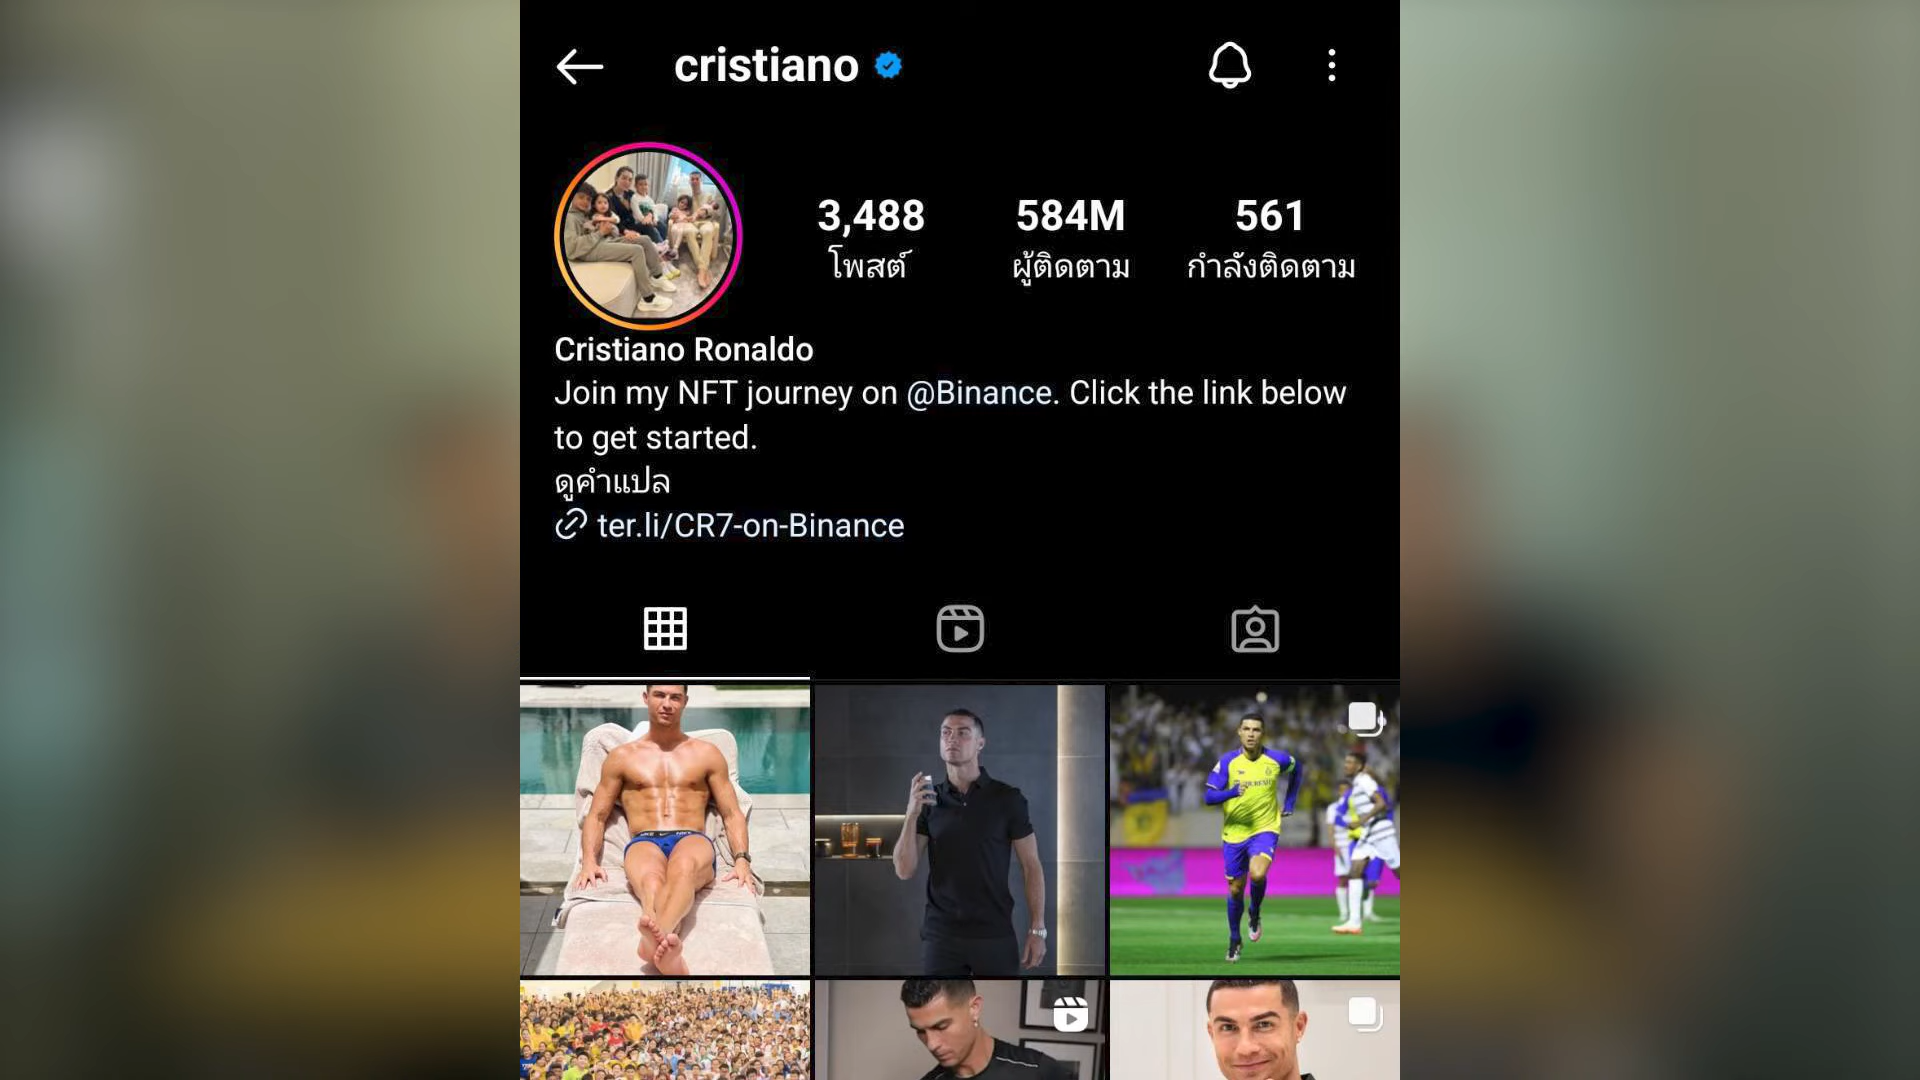 cristiano
3,488
584M
561
โพสต์
ผู้ติดตาม
กำลังติดตาม
Cristiano Ronaldo
Join my NFT journey on @Binance. Click the link below
to get started.
ดูคำแปล
ter.li/CR7-on-Binance